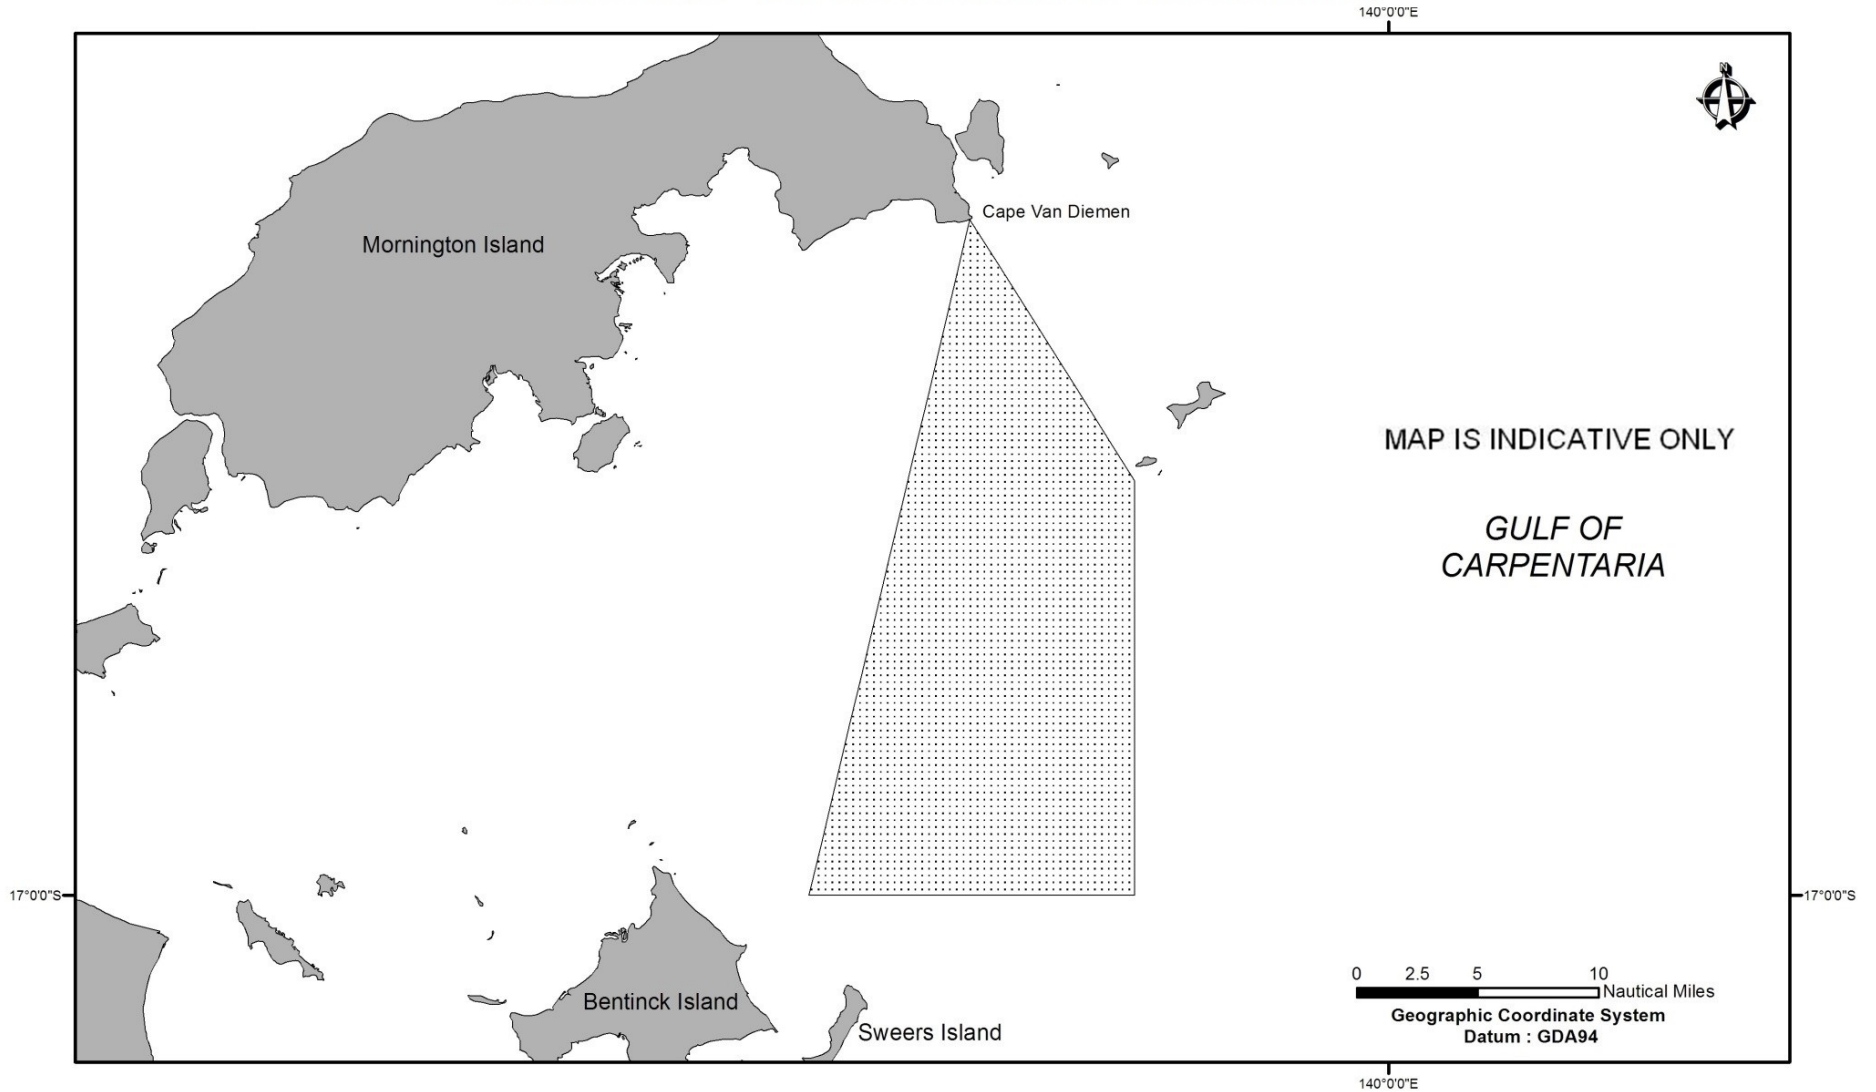 140°0'0"E
N
Cape Van Diemen
Mornington Island
MAP IS INDICATIVE ONLY
GULF OF
CARPENTARIA
17°0'0"S
17°0'0"S
0 2.5 5 10
Nautical Miles
Bentinck Island
Geographic Coordinate System
Sweers Island
Datum : GDA94
140°0'0"E